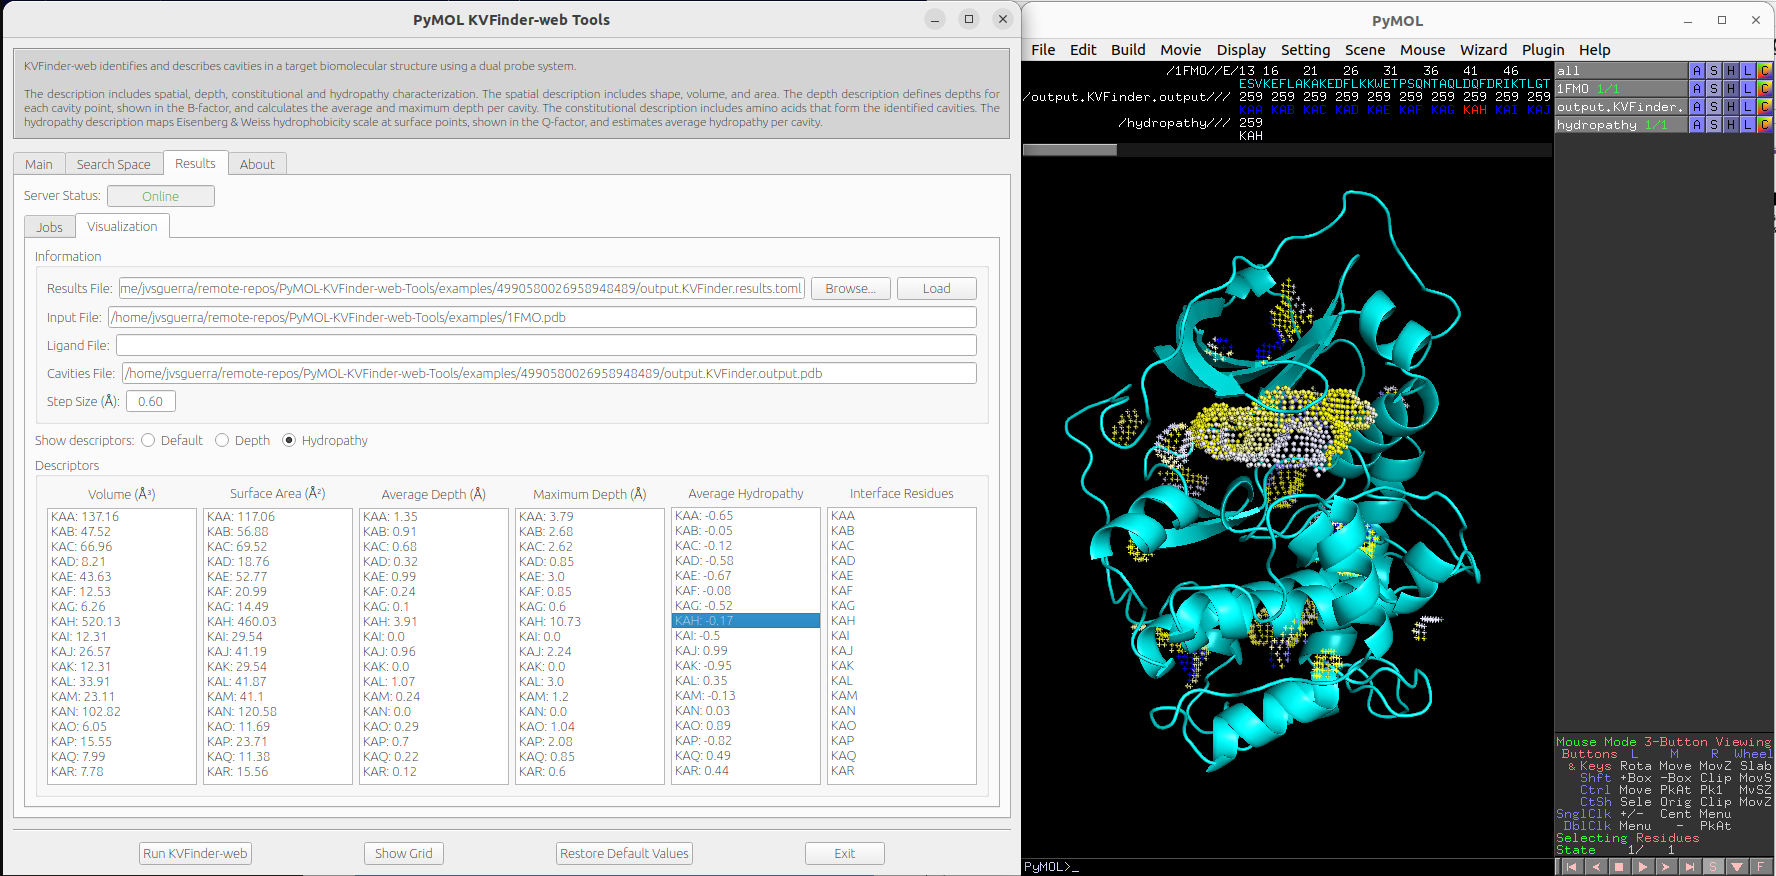 PyMOL KVFinder-web Tools
KVFinder-web identifies and describes cavities in a target biomolecular structure using a dual probe system.
The description includes spatial, depth, constitutional and hydropathy characterization. The spatial description includes shape, volume, and area. The depth description defines depths for
each cavity point, shown in the B-factor, and calculates the average and maximum depth per cavity. The constitutional description includes amino acids that form the identified cavities. The
hydropathy description maps Eisenberg & Weiss hydrophobicity scale at surface points, shown in the Q-factor, and estimates average hydropathy per cavity.
Main Search Space Results About
Server Status: Online
Jobs Visualization
Information
Results File: me/jvsguerra/remote-repos/PyMOL-KVFinder-web-Tools/examples/4990580026958948489/output.KVFinder.results.toml Browse... Load
Input File: /home/jvsguerra/remote-repos/PyMOL-KVFinder-web-Tools/examples/1FMO.pdb
Ligand File:
Cavities File: /home/jvsguerra/remote-repos/PyMOL-KVFinder-web-Tools/examples/4990580026958948489/output.KVFinder.output.pdb
Step Size (Å): 0.60
Show descriptors: Default Depth Hydropathy
Descriptors
Volume (Å³) Surface Area (Å²) Average Depth (Å) Maximum Depth (Å) Average Hydropathy Interface Residues
KAA: 137.16 KAA: 117.06 KAA: 1.35 KAA: 3.79 KAA: -0.65 KAA
KAB: 47.52 KAB: 56.88 KAB: 0.91 KAB: 2.68 KAB: -0.05 KAB
KAC: 66.96 KAC: 69.52 KAC: 0.68 KAC: 2.62 KAC: -0.12 KAC
KAD: 8.21 KAD: 18.76 KAD: 0.32 KAD: 0.85 KAD: -0.58 KAD
KAE: 43.63 KAE: 52.77 KAE: 0.99 KAE: 3.0 KAE: -0.67 KAE
KAF: 12.53 KAF: 20.99 KAF: 0.24 KAF: 0.85 KAF: -0.08 KAF
KAG: 6.26 KAG: 14.49 KAG: 0.1 KAG: 0.6 KAG: -0.52 KAG
KAH: 520.13 KAH: 460.03 KAH: 3.91 KAH: 10.73 KAH: -0.17 KAH
KAI: 12.31 KAI: 29.54 KAI: 0.0 KAI: 0.0 KAI: -0.5 KAI
KAJ: 26.57 KAJ: 41.19 KAJ: 0.96 KAJ: 2.24 KAJ: 0.99 KAJ
KAK: 12.31 KAK: 29.54 KAK: 0.0 KAK: 0.0 KAK: -0.95 KAK
KAL: 33.91 KAL: 41.87 KAL: 1.07 KAL: 3.0 KAL: 0.35 KAL
KAM: 23.11 KAM: 41.1 KAM: 0.24 KAM: 1.2 KAM: -0.13 KAM
KAN: 102.82 KAN: 120.58 KAN: 0.0 KAN: 0.0 KAN: 0.03 KAN
KAO: 6.05 KAO: 11.69 KAO: 0.29 KAO: 1.04 KAO: 0.89 KAO
KAP: 15.55 KAP: 23.71 KAP: 0.7 KAP: 2.08 KAP: -0.82 KAP
KAQ: 7.99 KAQ: 11.38 KAQ: 0.22 KAQ: 0.85 KAQ: 0.49 KAQ
KAR: 7.78 KAR: 15.56 KAR: 0.12 KAR: 0.6 KAR: 0.44 KAR
Run KVFinder-web Show Grid Restore Default Values Exit
PyMOL
File Edit Build Movie Display Setting Scene Mouse Wizard Plugin Help
/1FMO//E/13 16 21 26 31 36 41 46
ESVKEFLAKAKEDFLKKWETPSQNTAQLDQFDRIKTLGT
/output.KVFinder.output/// 259 259 259 259 259 259 259 259 259 259
KAA KAB KAC KAD KAE KAF KAG KAH KAI KAJ
/hydropathy/// 259
KAH
all A S H L C
1FMO 1/1 A S H L C
output.KVFinder. A S H L C
hydropathy 1/1 A S H L C
Mouse Mode 3-Button Viewing
Buttons L M R Wheel
& Keys Rota Move MovZ Slab
Shft +Box -Box Clip MovS
Ctrl Move PkAt Pk1 MvSZ
CtSh Sele Orig Clip MovZ
SnglClk +/- Cent Menu
DblClk Menu - PkAt
Selecting Residues
State 1/ 1
PyMOL>_
S F